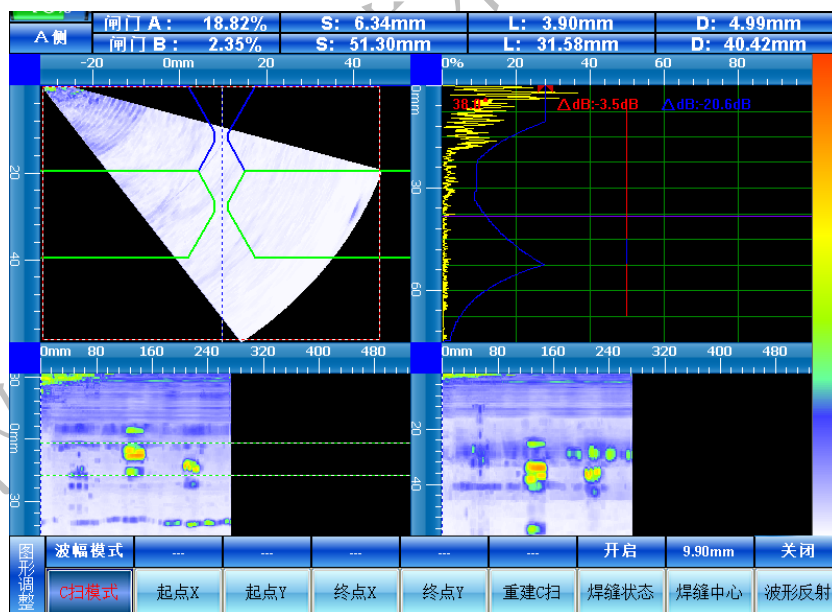 A侧
闸门 A: 18.82% S: 6.34mm L: 3.90mm D: 4.99mm
闸门 B: 2.35% S: 51.30mm L: 31.58mm D: 40.42mm
-20 0mm 20 40
0% 20 40 60 80
20
40
0mm
30
60
△dB:-3.5dB △dB:-20.6dB
0mm 80 160 240 320 400 480
0mm 80 160 240 320 400 480
0mm
30
20
40
图形调整
波幅模式 --- --- --- --- --- 开启 9.90mm 关闭
C扫模式 起点X 起点Y 终点X 终点Y 重建C扫 焊缝状态 焊缝中心 波形反射